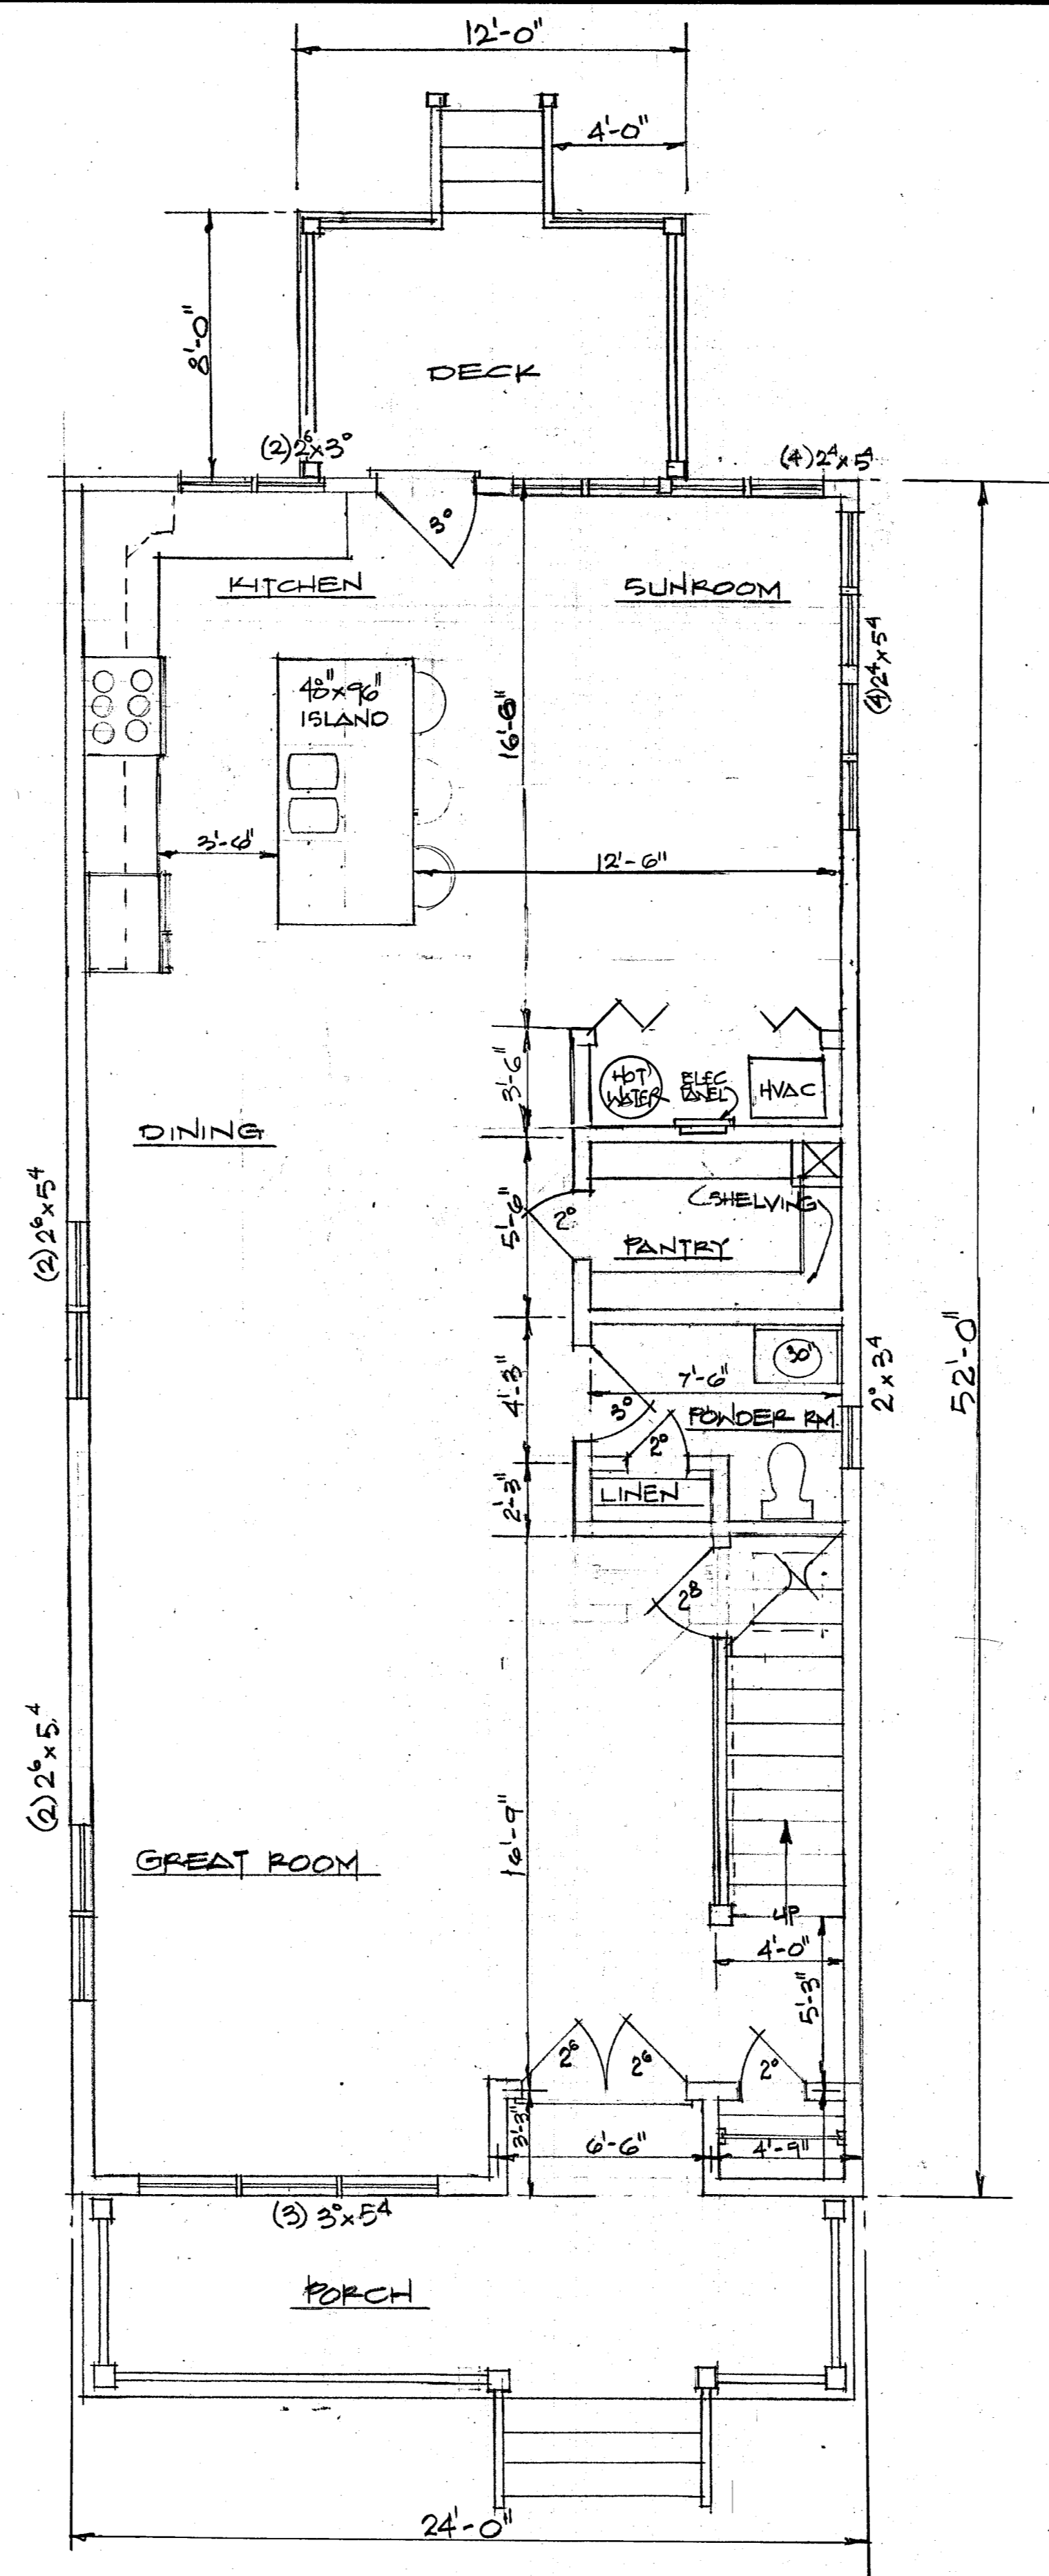 12'-0"
4'-0"
8'-0"
DECK
(2) 2⁶x3⁰
(4) 2⁴x5⁴
3⁰
KITCHEN
SUNROOM
(4) 2⁴x5⁴
48"x96"
ISLAND
16'-8"
3'-6"
12'-6"
3'-6"
HOT
WATER
ELEC
PANEL
HVAC
DINING
(2) 2⁶x5⁴
5'-6"
2⁰
SHELVING
PANTRY
52'-0"
30"
2⁰x3⁴
7'-6"
4'-3"
3⁰
POWDER RM.
2⁰
2'-3"
LINEN
2⁸
(2) 2⁶x5⁴
16'-9"
GREAT ROOM
UP
4'-0"
5'-3"
2⁶
2⁶
2⁰
3'-3"
6'-6"
4'-9"
(3) 3⁰x5⁴
PORCH
24'-0"